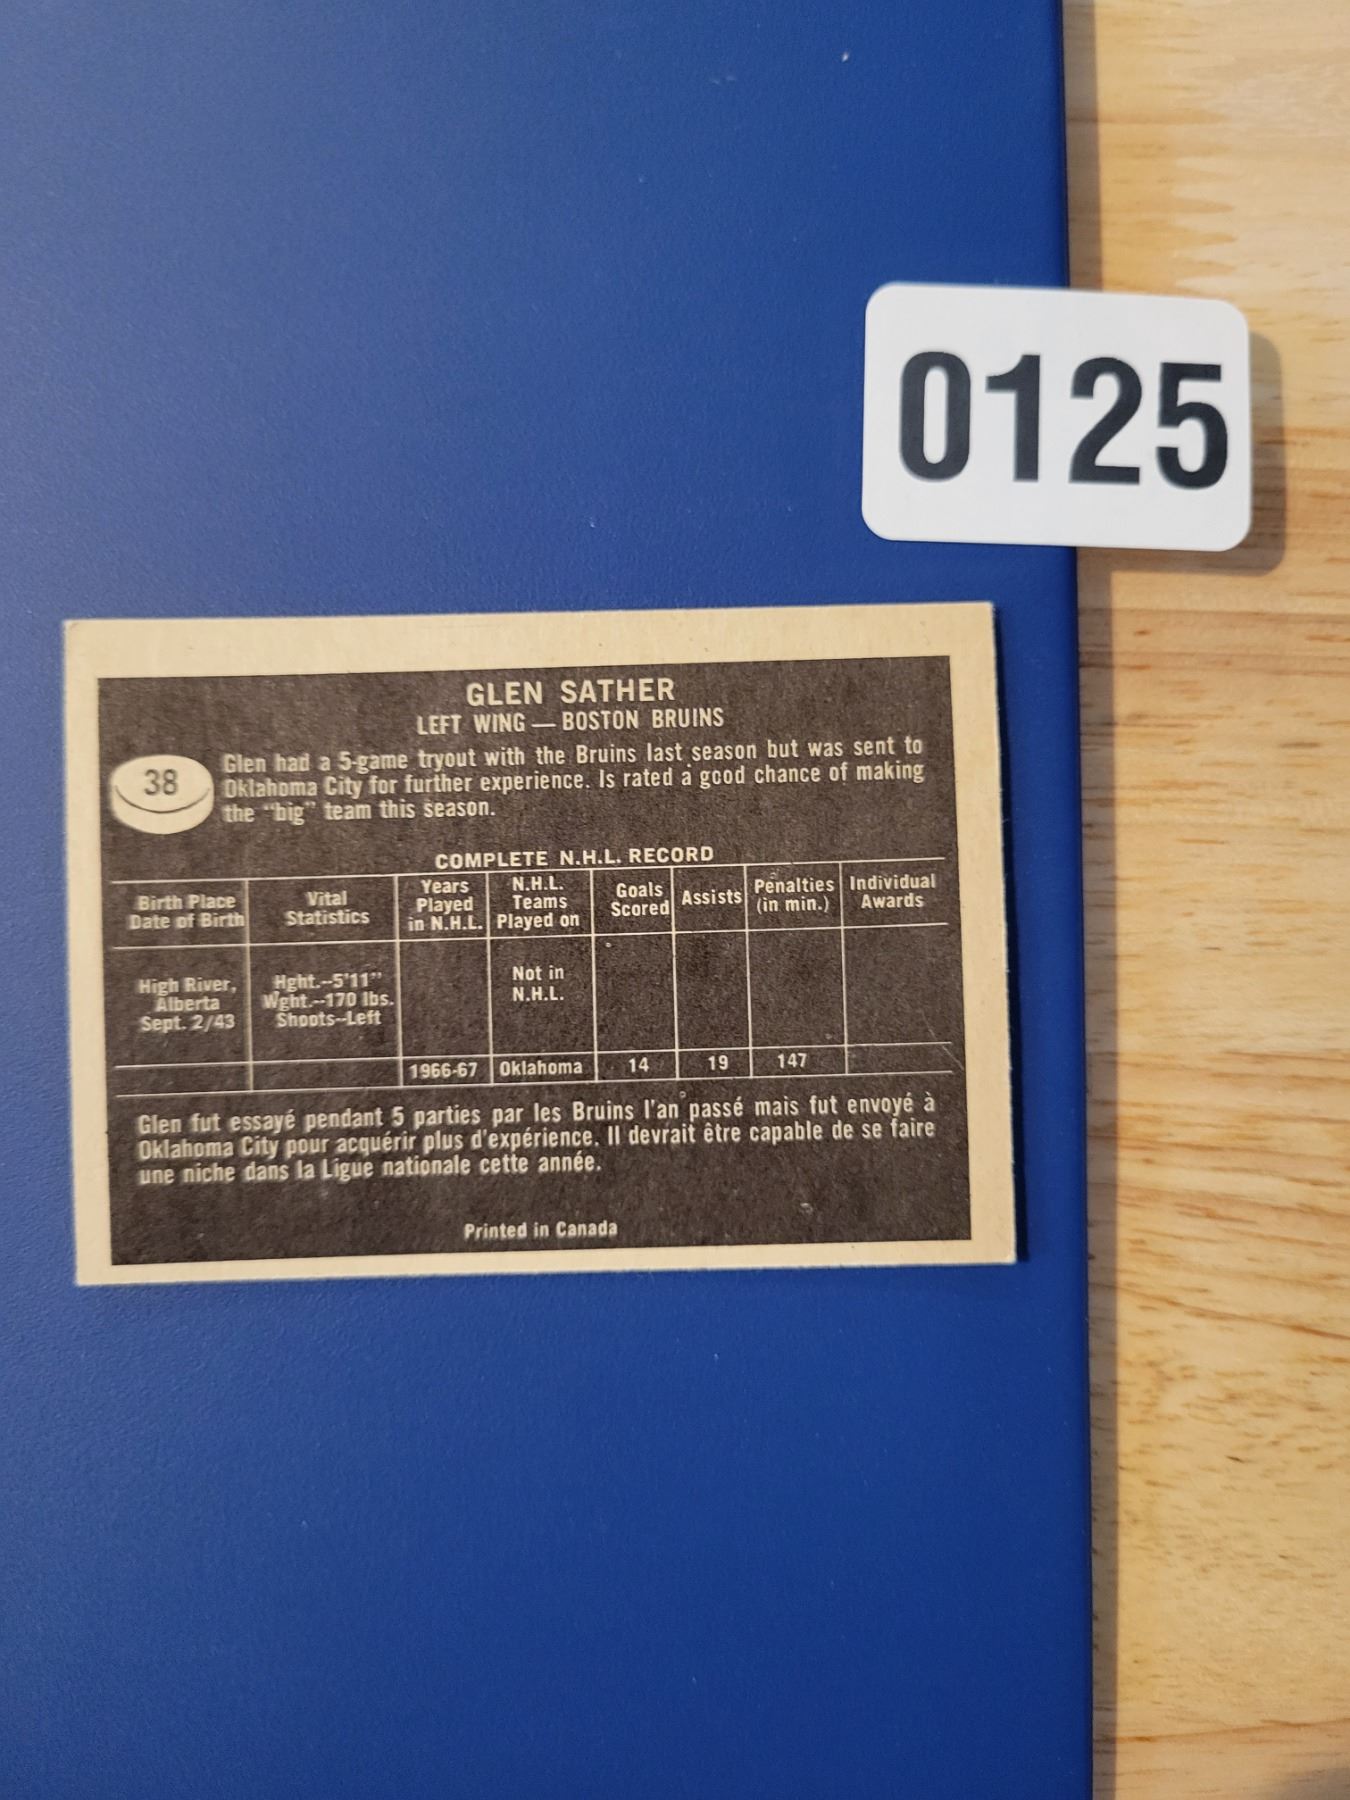 0125
GLEN SATHER
LEFT WING — BOSTON BRUINS
38
Glen had a 5-game tryout with the Bruins last season but was sent to
Oklahoma City for further experience. Is rated a good chance of making
the "big" team this season.
COMPLETE N.H.L. RECORD
Birth Place
Date of Birth
Vital
Statistics
Years
Played
in N.H.L.
N.H.L.
Teams
Played on
Goals
Scored
Assists
Penalties
(in min.)
Individual
Awards
High River,
Alberta
Sept. 2/43
Hght.--5'11"
Wght.--170 lbs.
Shoots--Left
Not in
N.H.L.
1966-67 Oklahoma 14 19 147
Glen fut essayé pendant 5 parties par les Bruins l'an passé mais fut envoyé à
Oklahoma City pour acquérir plus d'expérience. Il devrait être capable de se faire
une niche dans la Ligue nationale cette année.
Printed in Canada